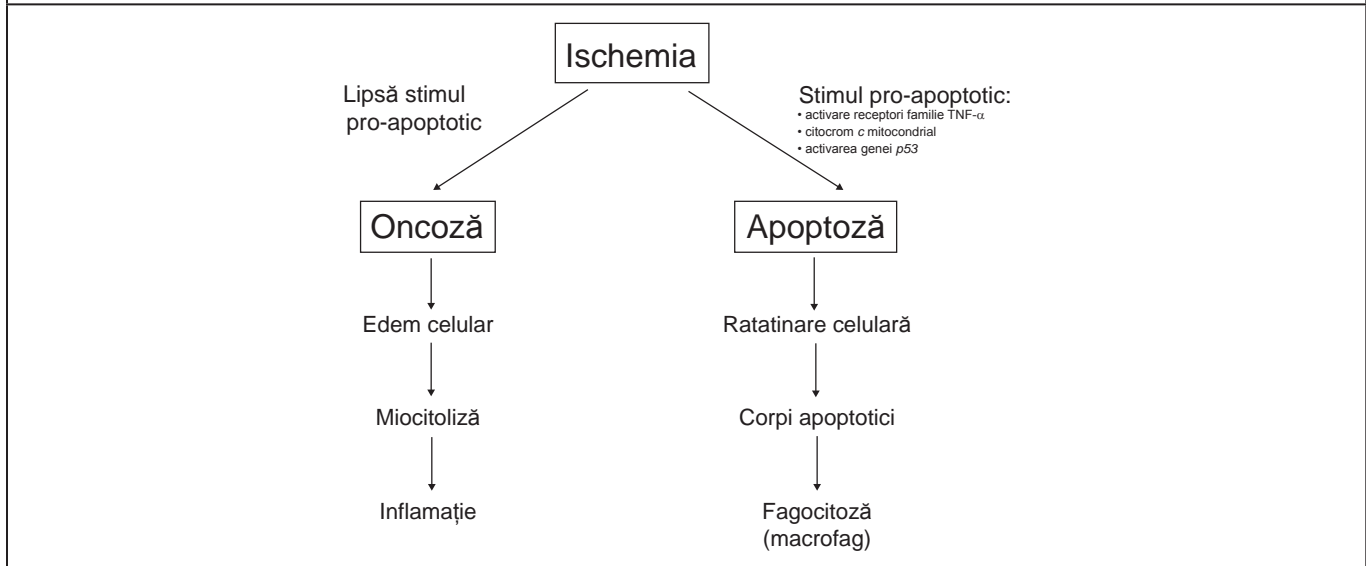 Ischemia
Lipsă stimul
pro-apoptotic
Stimul pro-apoptotic:
• activare receptori familie TNF-α
• citocrom c mitocondrial
• activarea genei p53
Oncoză
Apoptoză
Edem celular
Ratatinare celulară
Miocitoliză
Corpi apoptotici
Inflamație
Fagocitoză
(macrofag)